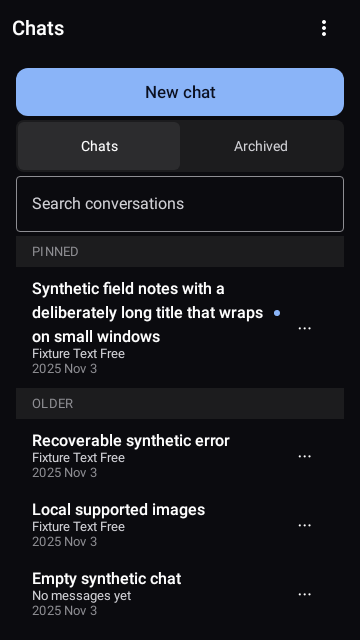 Chats
New chat
Chats
Archived
Search conversations
PINNED
Synthetic field notes with a
deliberately long title that wraps
on small windows
Fixture Text Free
2025 Nov 3
OLDER
Recoverable synthetic error
Fixture Text Free
2025 Nov 3
Local supported images
Fixture Text Free
2025 Nov 3
Empty synthetic chat
No messages yet
2025 Nov 3